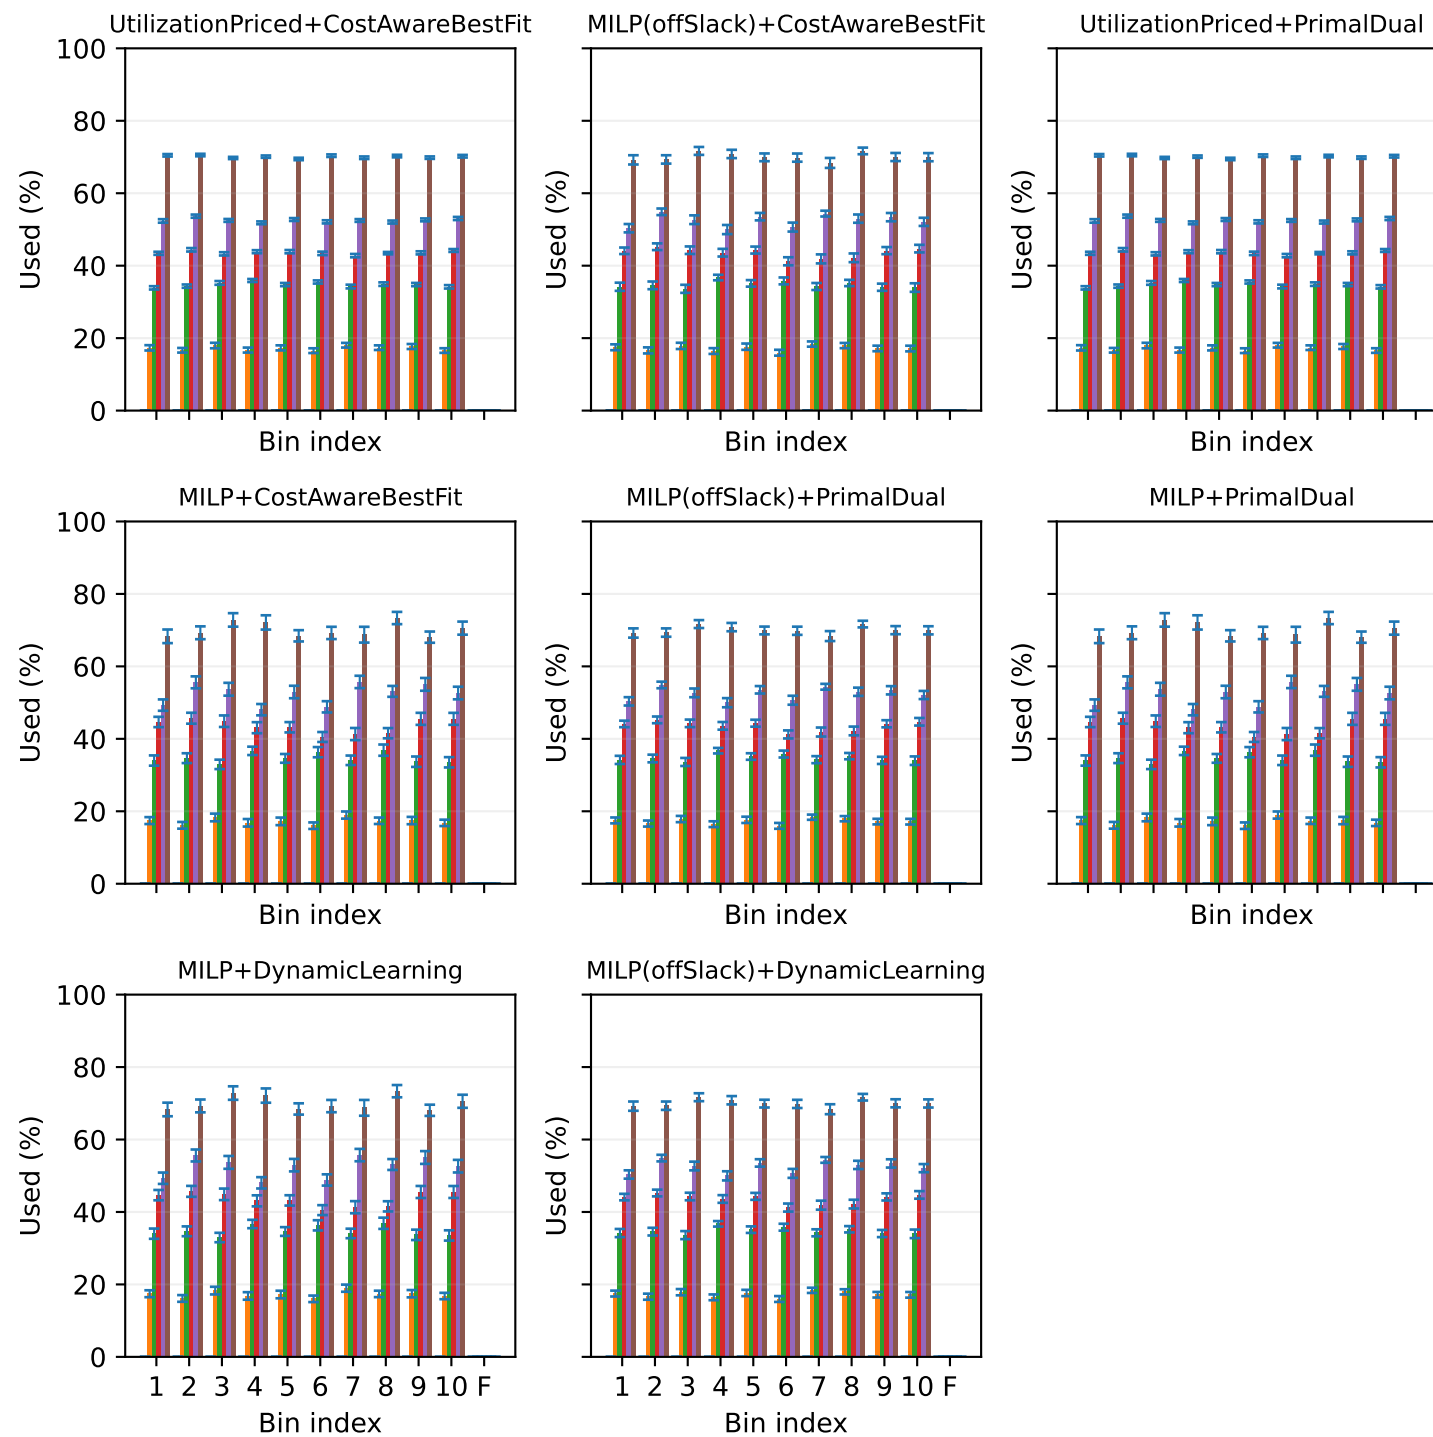 UtilizationPriced+CostAwareBestFit
MILP(offSlack)+CostAwareBestFit
UtilizationPriced+PrimalDual
100
80
60
40
20
0
Used (%)
Used (%)
Used (%)
Bin index
Bin index
Bin index
MILP+CostAwareBestFit
MILP(offSlack)+PrimalDual
MILP+PrimalDual
100
80
60
40
20
0
Used (%)
Used (%)
Used (%)
Bin index
Bin index
Bin index
MILP+DynamicLearning
MILP(offSlack)+DynamicLearning
100
80
60
40
20
0
Used (%)
Used (%)
1 2 3 4 5 6 7 8 9 10 F
1 2 3 4 5 6 7 8 9 10 F
Bin index
Bin index